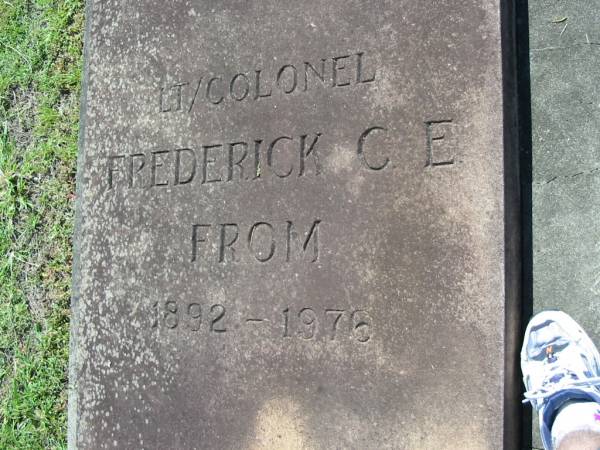 LT/COLONEL
FREDERICK C. E.
FROM
1892 - 1976